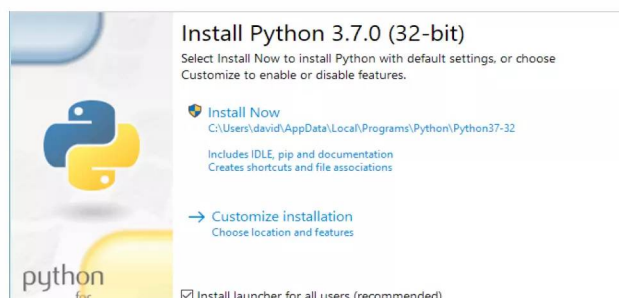 Install Python 3.7.0 (32-bit)
Select Install Now to install Python with default settings, or choose
Customize to enable or disable features.
Install Now
C:\Users\david\AppData\Local\Programs\Python\Python37-32
Includes IDLE, pip and documentation
Creates shortcuts and file associations
Customize installation
Choose location and features
python
for
Install launcher for all users (recommended)